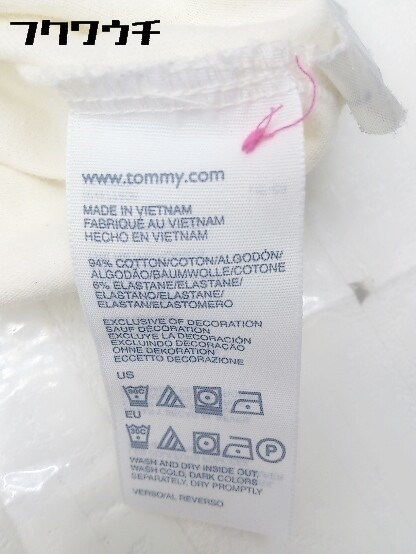 フクワウチ
www.tommy.com
MADE IN VIETNAM
FABRIQUÉ AU VIETNAM
HECHO EN VIETNAM
94% COTTON/COTON/ALGODÓN/
ALGODÃO/BAUMWOLLE/COTONE
6% ELASTANE/ELASTANE/
ELASTANO/ELASTANE/
ELASTAN/ELASTOMERO
EXCLUSIVE OF DECORATION
SAUF DÉCORATION
EXCLUYE LA DECORACIÓN
EXCLUINDO DECORAÇÃO
OHNE DEKORATION
ECCETTO DECORAZIONE
US
30C
EU
30C P
WASH AND DRY INSIDE OUT,
WASH COLD, DARK COLORS
SEPARATELY, DRY PROMPTLY
VERSO/AL REVERSO